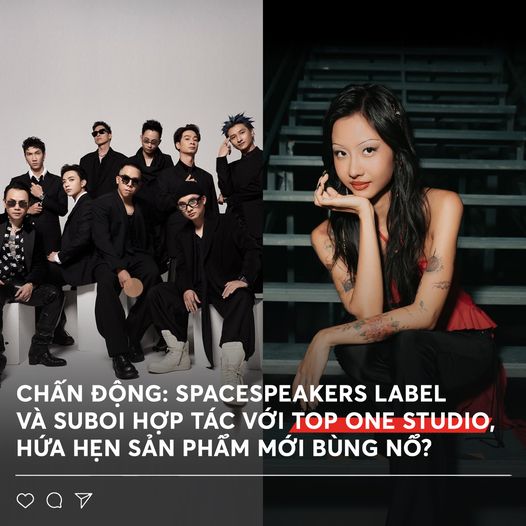 CHẤN ĐỘNG: SPACESPEAKERS LABEL
VÀ SUBOI HỢP TÁC VỚI TOP ONE STUDIO,
HỨA HẸN SẢN PHẨM MỚI BÙNG NỔ?